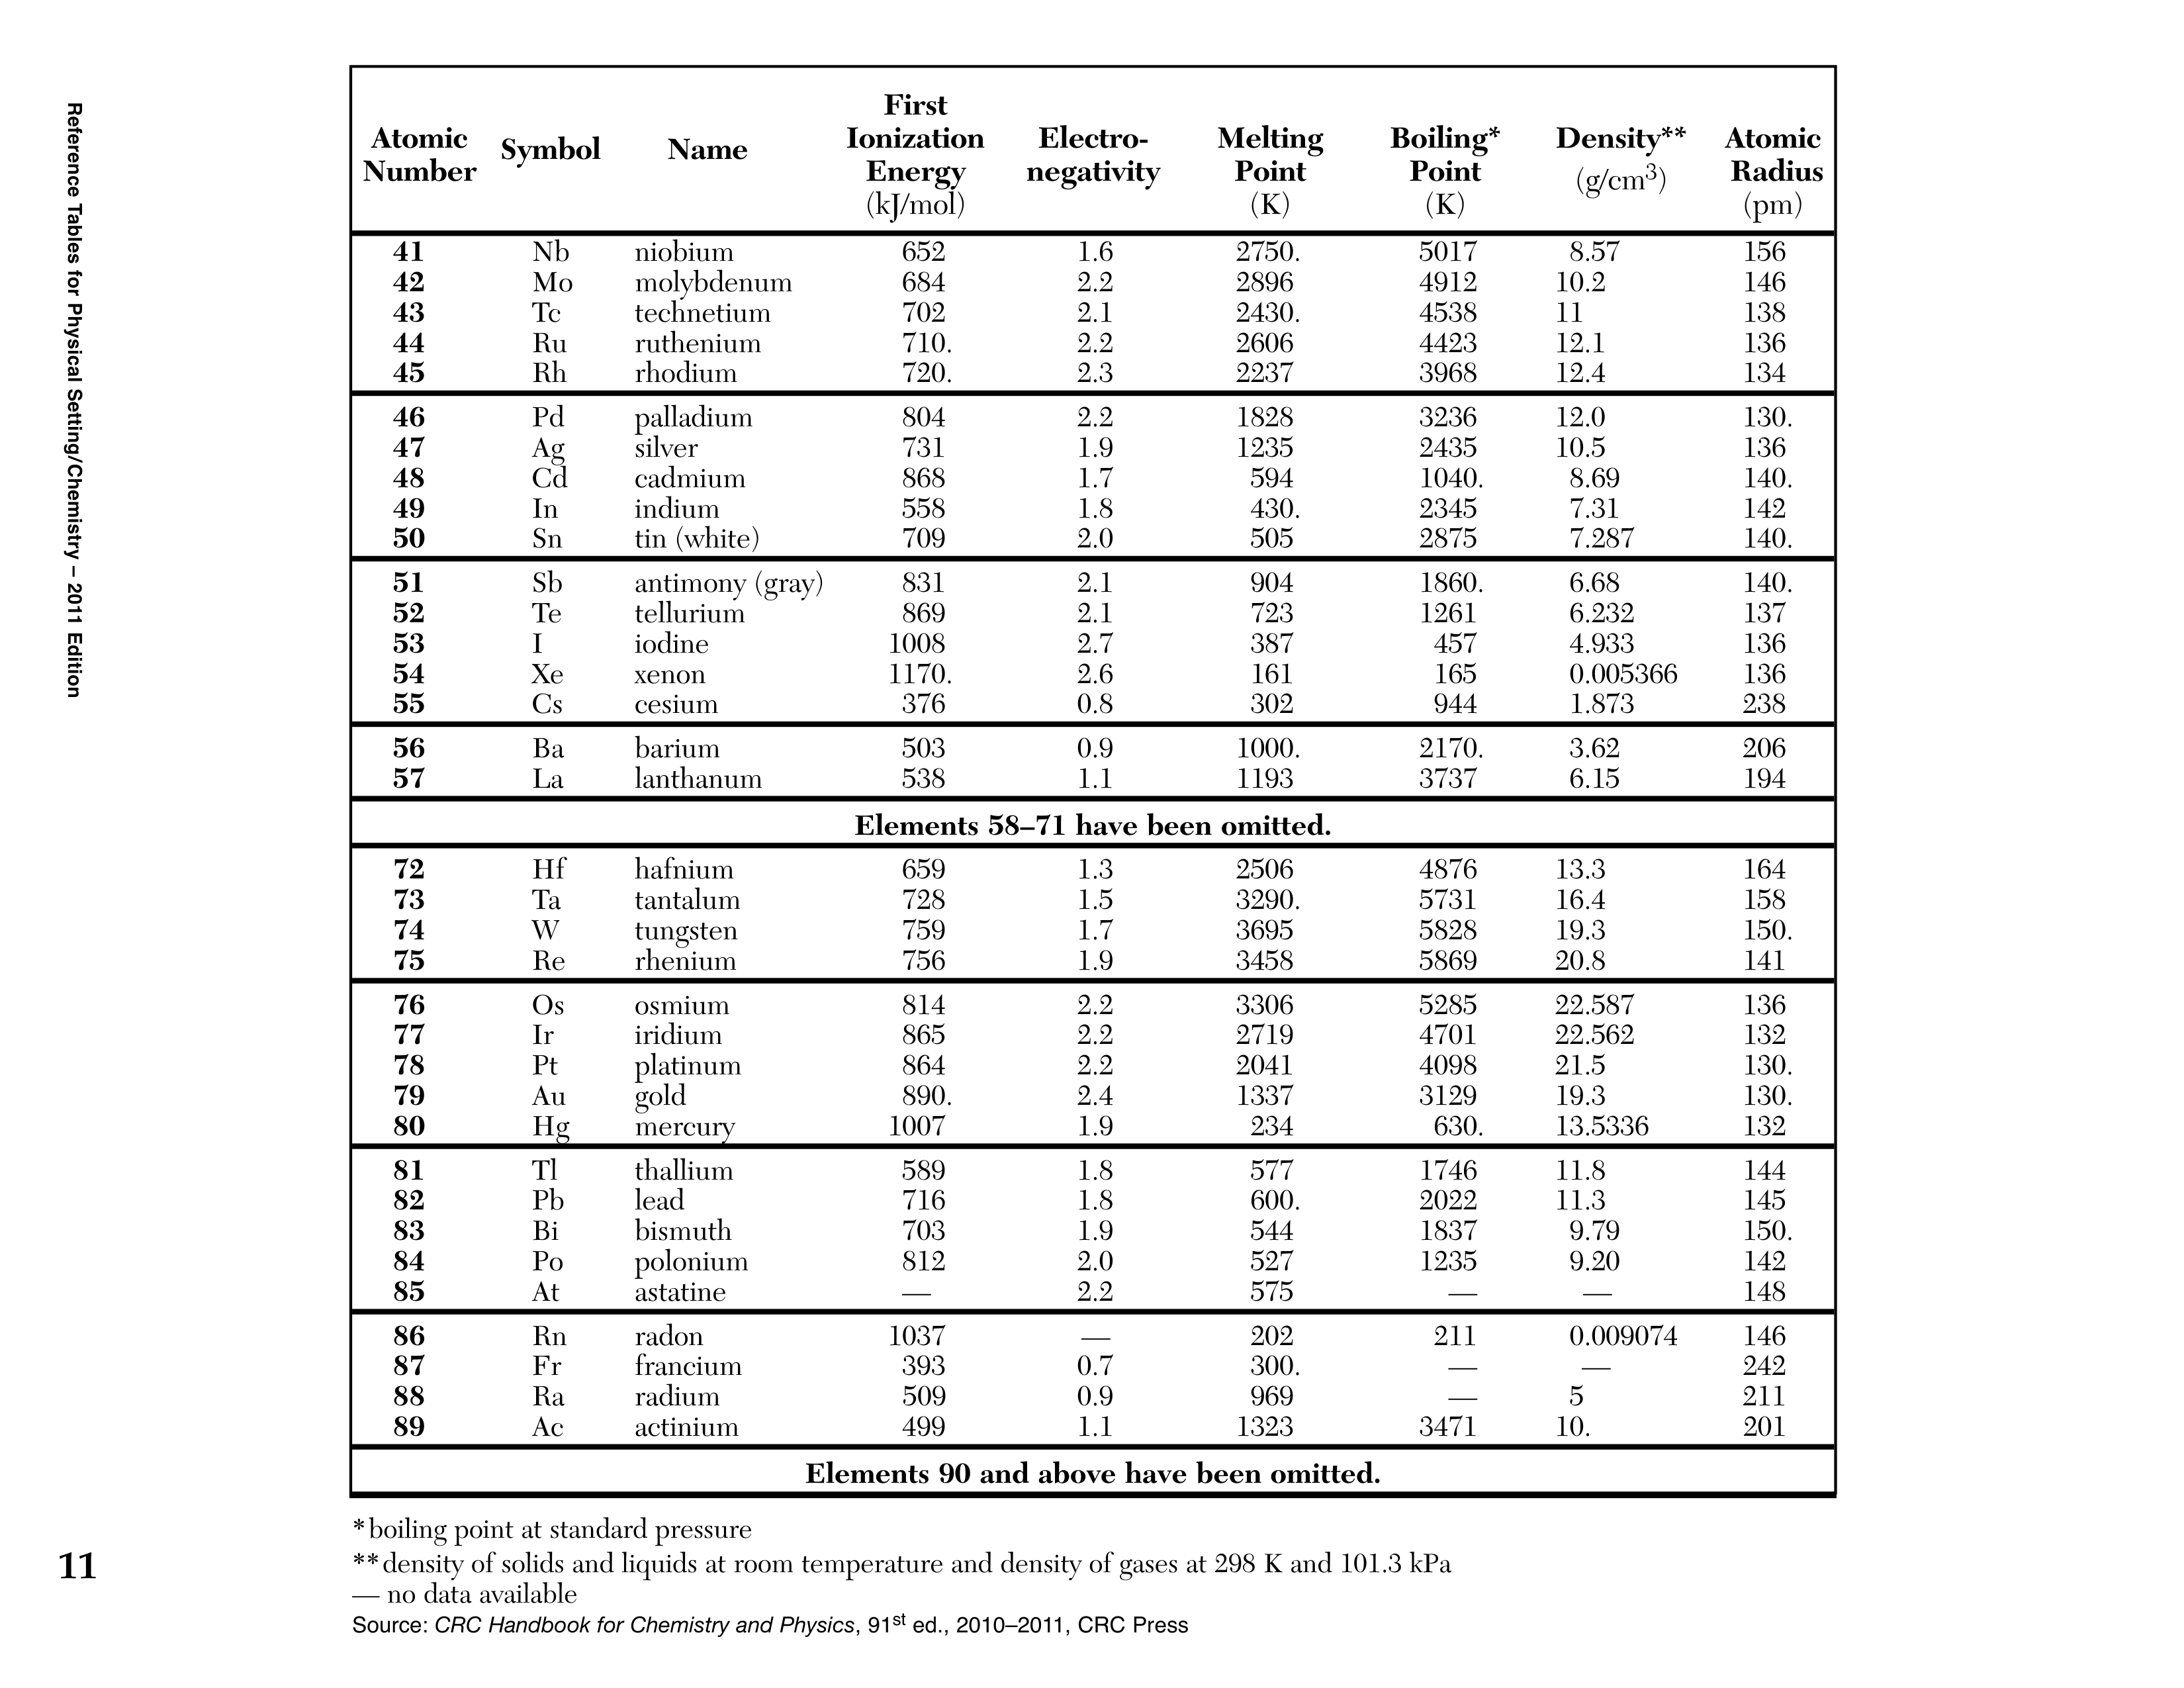 Reference Tables for Physical Setting/Chemistry – 2011 Edition
11
Atomic Number Symbol Name First Ionization Energy (kJ/mol) Electro-negativity Melting Point (K) Boiling* Point (K) Density** (g/cm³) Atomic Radius (pm)
41 Nb niobium 652 1.6 2750. 5017 8.57 156
42 Mo molybdenum 684 2.2 2896 4912 10.2 146
43 Tc technetium 702 2.1 2430. 4538 11 138
44 Ru ruthenium 710. 2.2 2606 4423 12.1 136
45 Rh rhodium 720. 2.3 2237 3968 12.4 134
46 Pd palladium 804 2.2 1828 3236 12.0 130.
47 Ag silver 731 1.9 1235 2435 10.5 136
48 Cd cadmium 868 1.7 594 1040. 8.69 140.
49 In indium 558 1.8 430. 2345 7.31 142
50 Sn tin (white) 709 2.0 505 2875 7.287 140.
51 Sb antimony (gray) 831 2.1 904 1860. 6.68 140.
52 Te tellurium 869 2.1 723 1261 6.232 137
53 I iodine 1008 2.7 387 457 4.933 136
54 Xe xenon 1170. 2.6 161 165 0.005366 136
55 Cs cesium 376 0.8 302 944 1.873 238
56 Ba barium 503 0.9 1000. 2170. 3.62 206
57 La lanthanum 538 1.1 1193 3737 6.15 194
Elements 58–71 have been omitted.
72 Hf hafnium 659 1.3 2506 4876 13.3 164
73 Ta tantalum 728 1.5 3290. 5731 16.4 158
74 W tungsten 759 1.7 3695 5828 19.3 150.
75 Re rhenium 756 1.9 3458 5869 20.8 141
76 Os osmium 814 2.2 3306 5285 22.587 136
77 Ir iridium 865 2.2 2719 4701 22.562 132
78 Pt platinum 864 2.2 2041 4098 21.5 130.
79 Au gold 890. 2.4 1337 3129 19.3 130.
80 Hg mercury 1007 1.9 234 630. 13.5336 132
81 Tl thallium 589 1.8 577 1746 11.8 144
82 Pb lead 716 1.8 600. 2022 11.3 145
83 Bi bismuth 703 1.9 544 1837 9.79 150.
84 Po polonium 812 2.0 527 1235 9.20 142
85 At astatine — 2.2 575 — — 148
86 Rn radon 1037 — 202 211 0.009074 146
87 Fr francium 393 0.7 300. — — 242
88 Ra radium 509 0.9 969 — 5 211
89 Ac actinium 499 1.1 1323 3471 10. 201
Elements 90 and above have been omitted.
*boiling point at standard pressure
**density of solids and liquids at room temperature and density of gases at 298 K and 101.3 kPa
— no data available
Source: CRC Handbook for Chemistry and Physics, 91st ed., 2010–2011, CRC Press